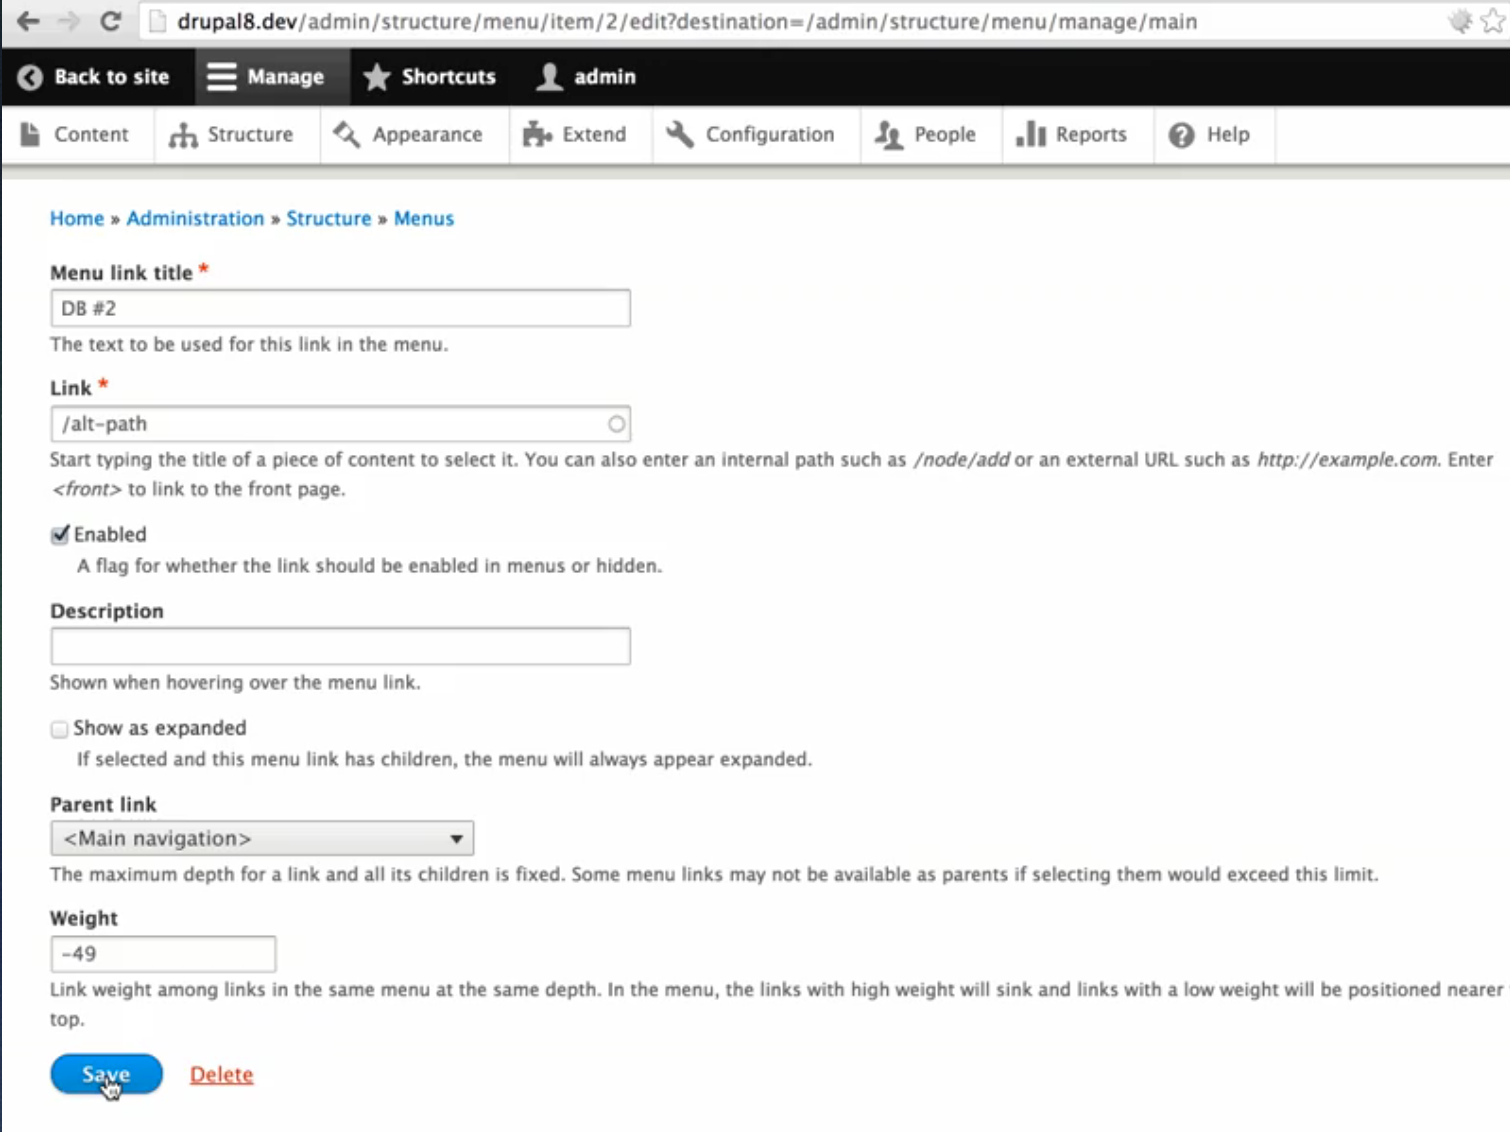 drupal8.dev/admin/structure/menu/item/2/edit?destination=/admin/structure/menu/manage/main
Back to site Manage Shortcuts admin
Content Structure Appearance Extend Configuration People Reports Help
Home » Administration » Structure » Menus
Menu link title *
DB #2
The text to be used for this link in the menu.
Link *
/alt-path
Start typing the title of a piece of content to select it. You can also enter an internal path such as /node/add or an external URL such as http://example.com. Enter
<front> to link to the front page.
Enabled
A flag for whether the link should be enabled in menus or hidden.
Description
Shown when hovering over the menu link.
Show as expanded
If selected and this menu link has children, the menu will always appear expanded.
Parent link
<Main navigation>
The maximum depth for a link and all its children is fixed. Some menu links may not be available as parents if selecting them would exceed this limit.
Weight
-49
Link weight among links in the same menu at the same depth. In the menu, the links with high weight will sink and links with a low weight will be positioned nearer
top.
Save Delete